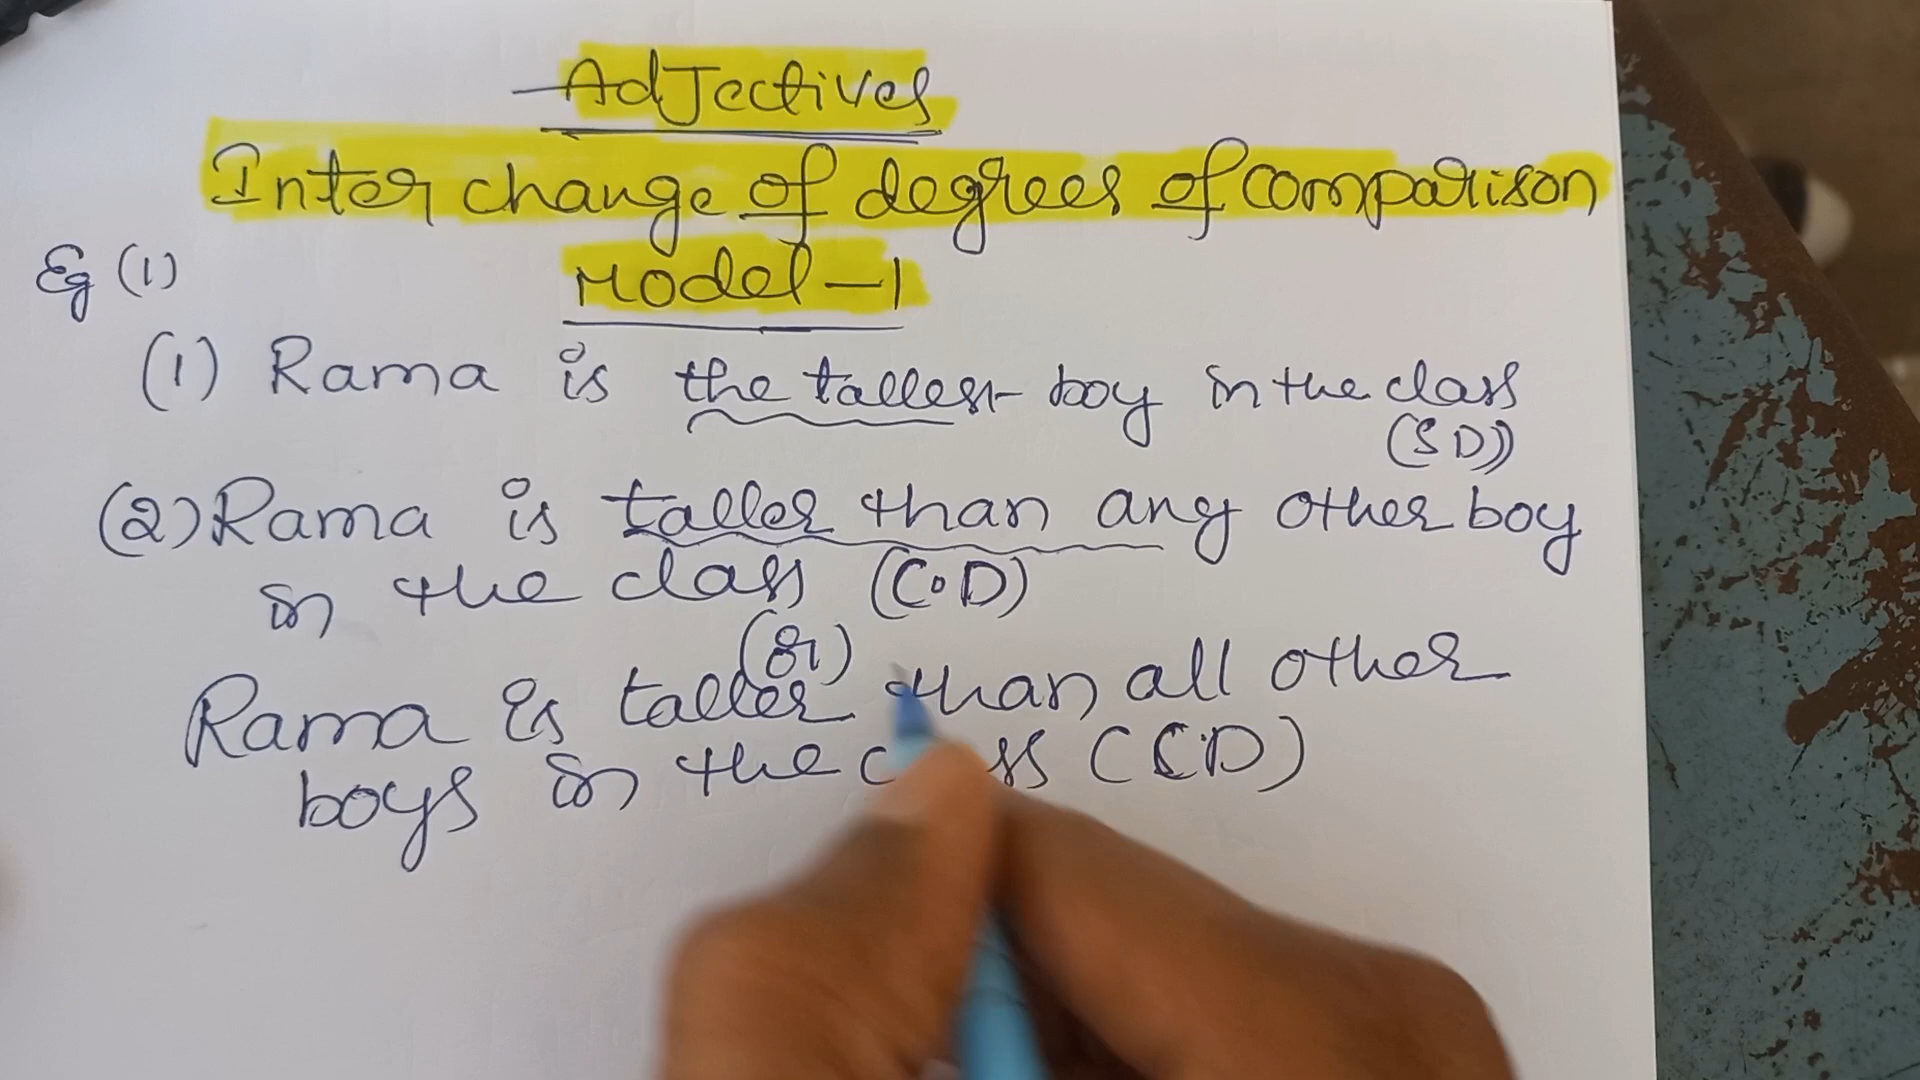 AdJectives
Inter change of degrees of comparison
Model-1
Eg (1)
(1) Rama is the tallest boy in the class
(SD)
(2) Rama is taller than any other boy
in the class (C.D)
(or)
Rama is taller than all other
boys in the